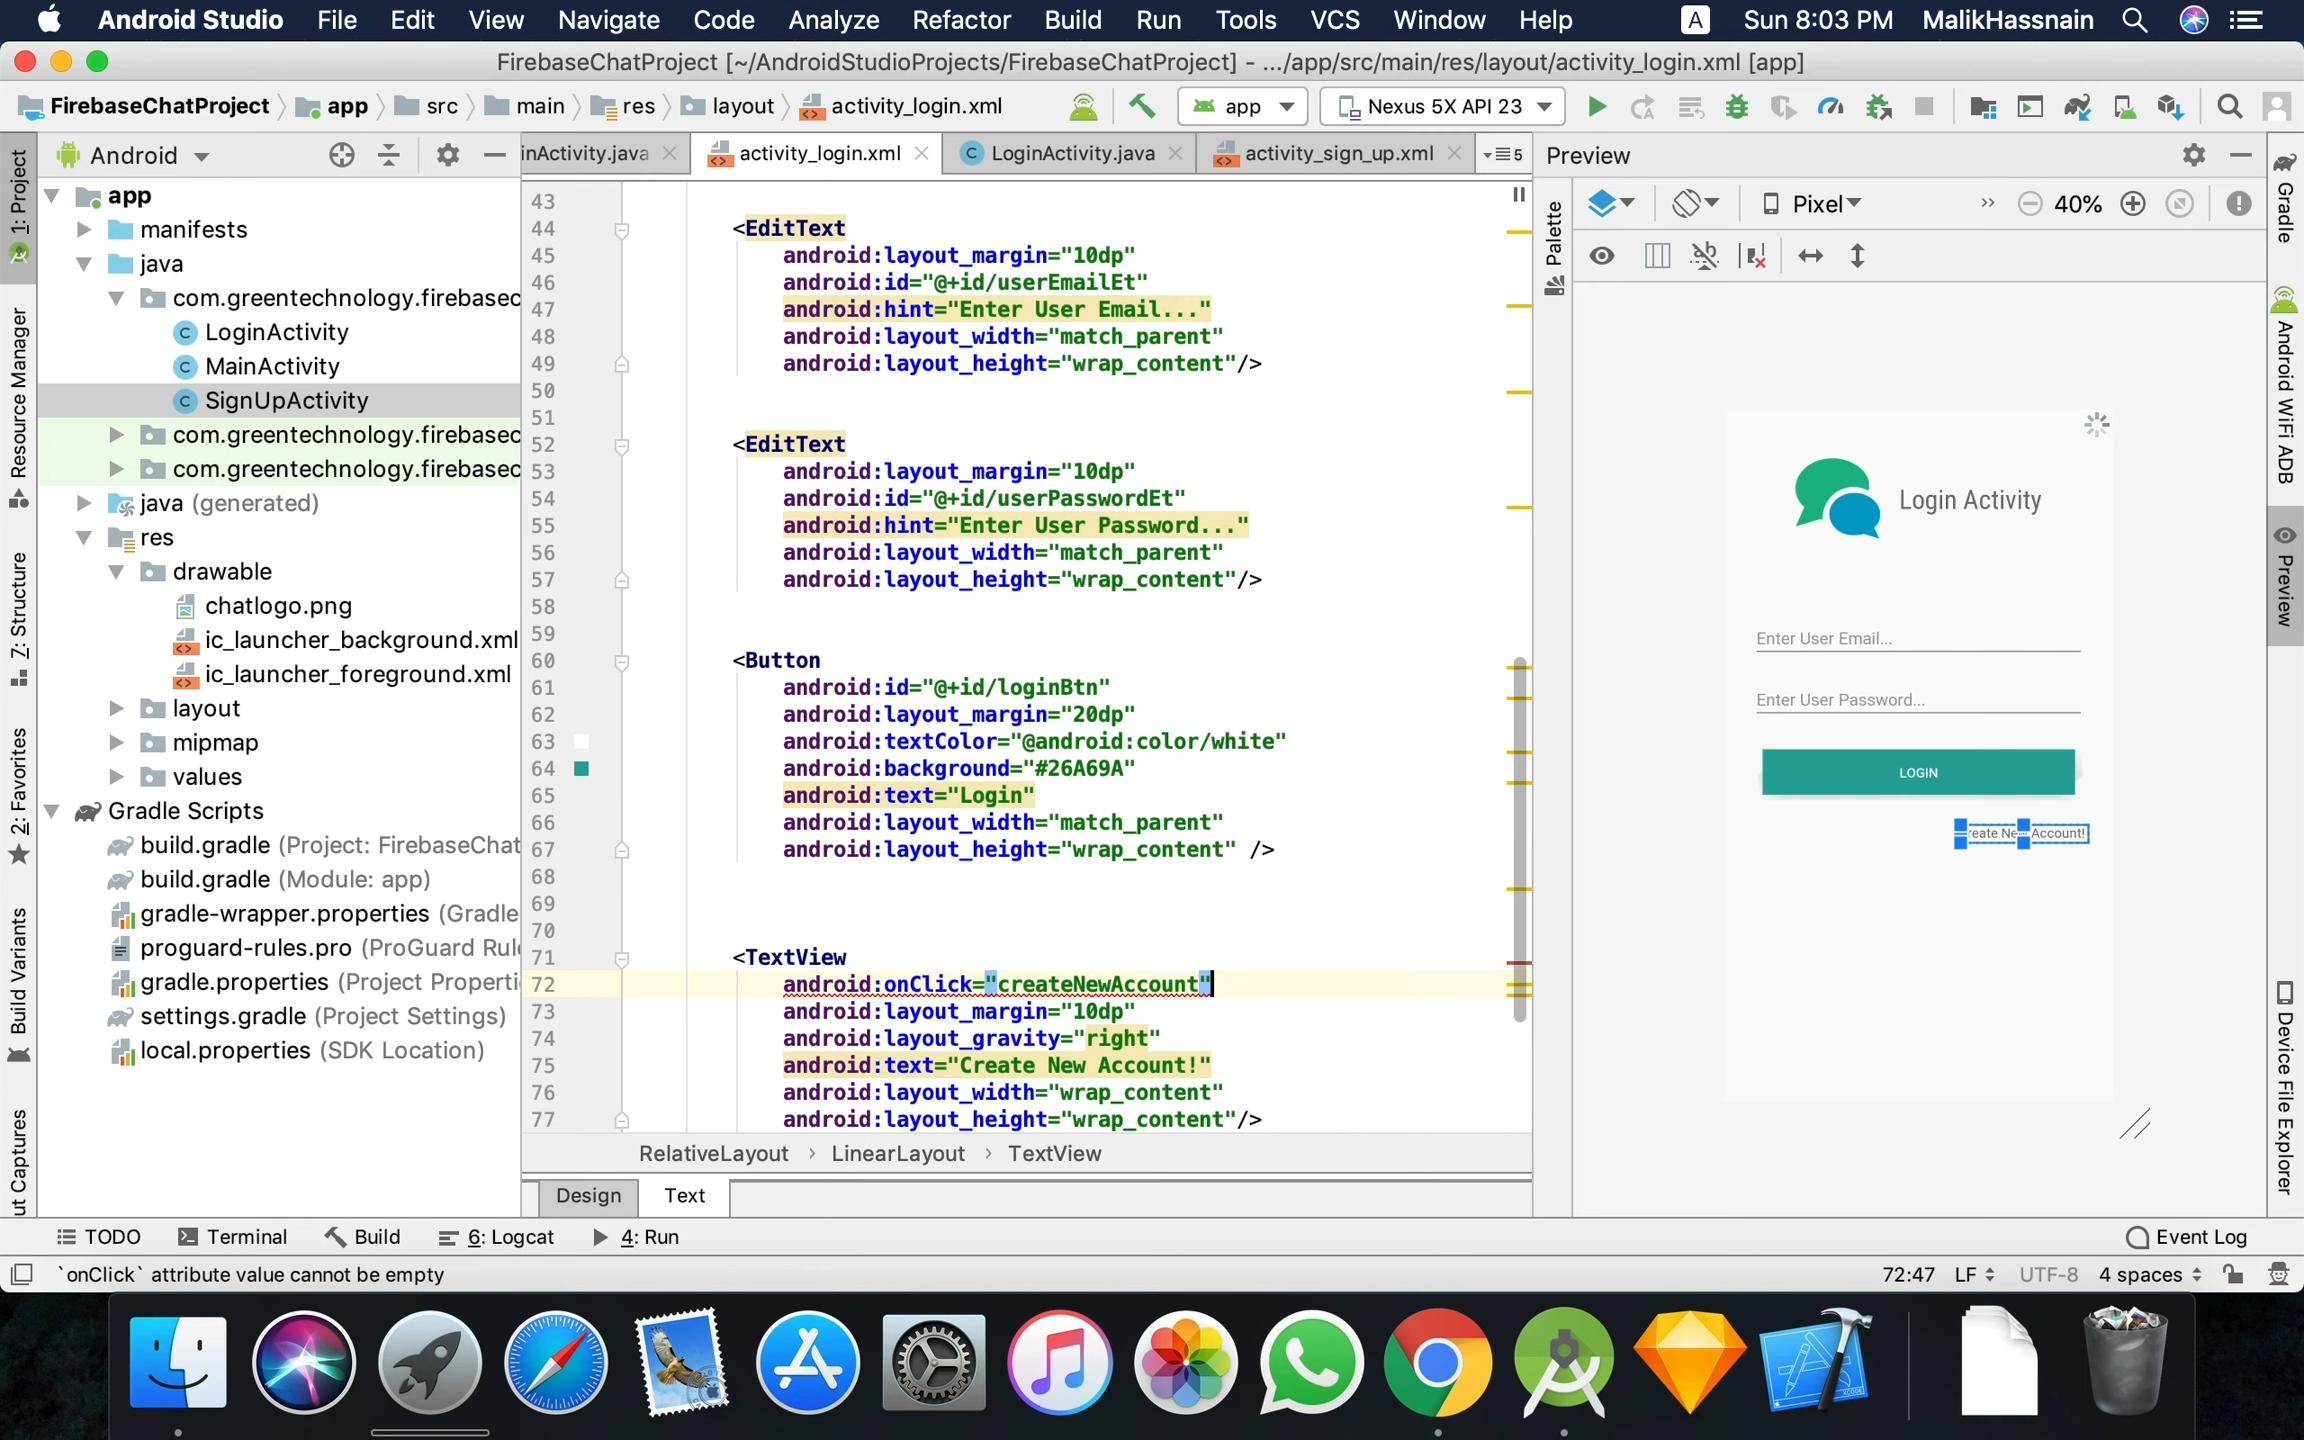 Android Studio File Edit View Navigate Code Analyze Refactor Build Run Tools VCS Window Help A Sun 8:03 PM MalikHassnain
FirebaseChatProject [~/AndroidStudioProjects/FirebaseChatProject] - .../app/src/main/res/layout/activity_login.xml [app]
FirebaseChatProject app src main res layout activity_login.xml app Nexus 5X API 23
Android
inActivity.java activity_login.xml LoginActivity.java activity_sign_up.xml 5
Preview
1: Project
Resource Manager
7: Structure
2: Favorites
Build Variants
ut Captures
app
manifests
java
com.greentechnology.firebasec
LoginActivity
MainActivity
SignUpActivity
com.greentechnology.firebasec
com.greentechnology.firebasec
java (generated)
res
drawable
chatlogo.png
ic_launcher_background.xml
ic_launcher_foreground.xml
layout
mipmap
values
Gradle Scripts
build.gradle (Project: FirebaseChat
build.gradle (Module: app)
gradle-wrapper.properties (Gradle
proguard-rules.pro (ProGuard Rul
gradle.properties (Project Properti
settings.gradle (Project Settings)
local.properties (SDK Location)
43
44 <EditText
45 android:layout_margin="10dp"
46 android:id="@+id/userEmailEt"
47 android:hint="Enter User Email..."
48 android:layout_width="match_parent"
49 android:layout_height="wrap_content"/>
50
51
52 <EditText
53 android:layout_margin="10dp"
54 android:id="@+id/userPasswordEt"
55 android:hint="Enter User Password..."
56 android:layout_width="match_parent"
57 android:layout_height="wrap_content"/>
58
59
60 <Button
61 android:id="@+id/loginBtn"
62 android:layout_margin="20dp"
63 android:textColor="@android:color/white"
64 android:background="#26A69A"
65 android:text="Login"
66 android:layout_width="match_parent"
67 android:layout_height="wrap_content" />
68
69
70
71 <TextView
72 android:onClick="createNewAccount"
73 android:layout_margin="10dp"
74 android:layout_gravity="right"
75 android:text="Create New Account!"
76 android:layout_width="wrap_content"
77 android:layout_height="wrap_content"/>
RelativeLayout › LinearLayout › TextView
Design Text
Palette
Pixel 40%
Login Activity
Enter User Email...
Enter User Password...
LOGIN
reate Ne Account!
Gradle
Android WiFi ADB
Preview
Device File Explorer
TODO Terminal Build 6: Logcat 4: Run Event Log
`onClick` attribute value cannot be empty 72:47 LF UTF-8 4 spaces